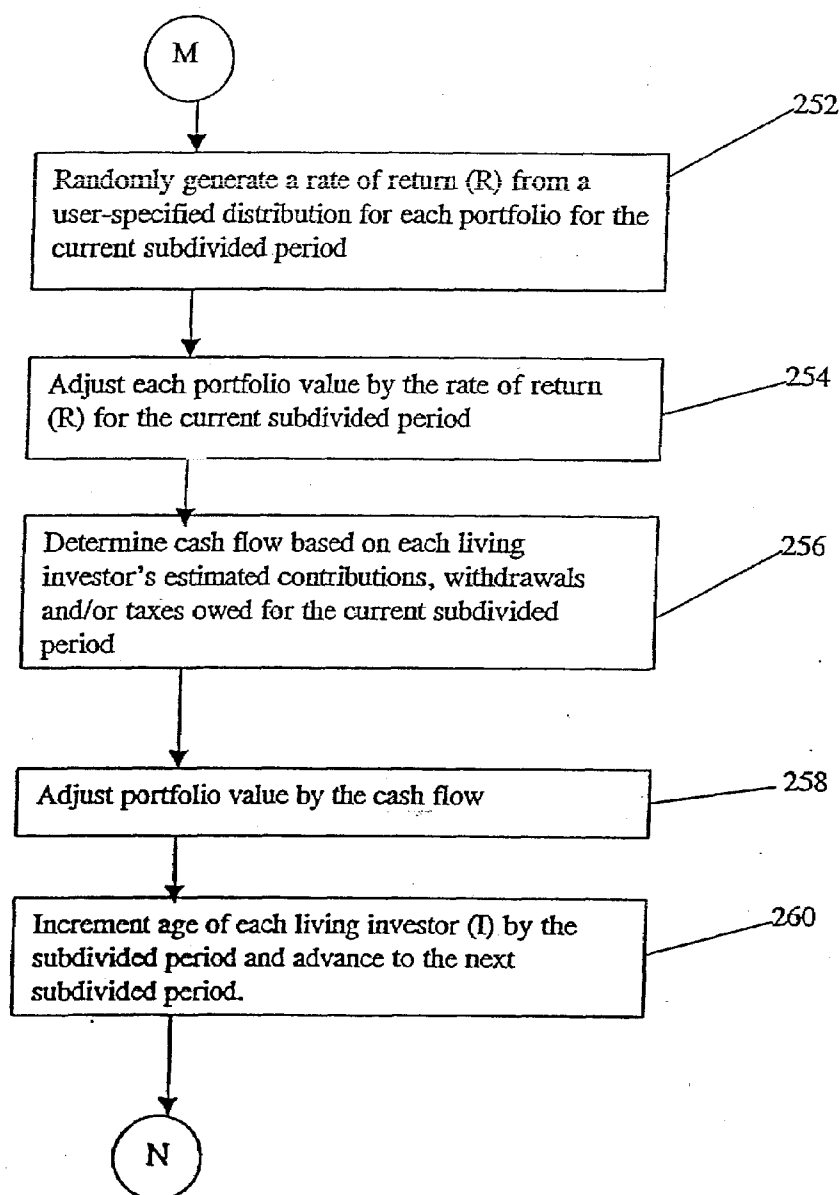 M
252
Randomly generate a rate of return (R) from a
user-specified distribution for each portfolio for the
current subdivided period
254
Adjust each portfolio value by the rate of return
(R) for the current subdivided period
256
Determine cash flow based on each living
investor's estimated contributions, withdrawals
and/or taxes owed for the current subdivided
period
258
Adjust portfolio value by the cash flow
260
Increment age of each living investor (I) by the
subdivided period and advance to the next
subdivided period.
N